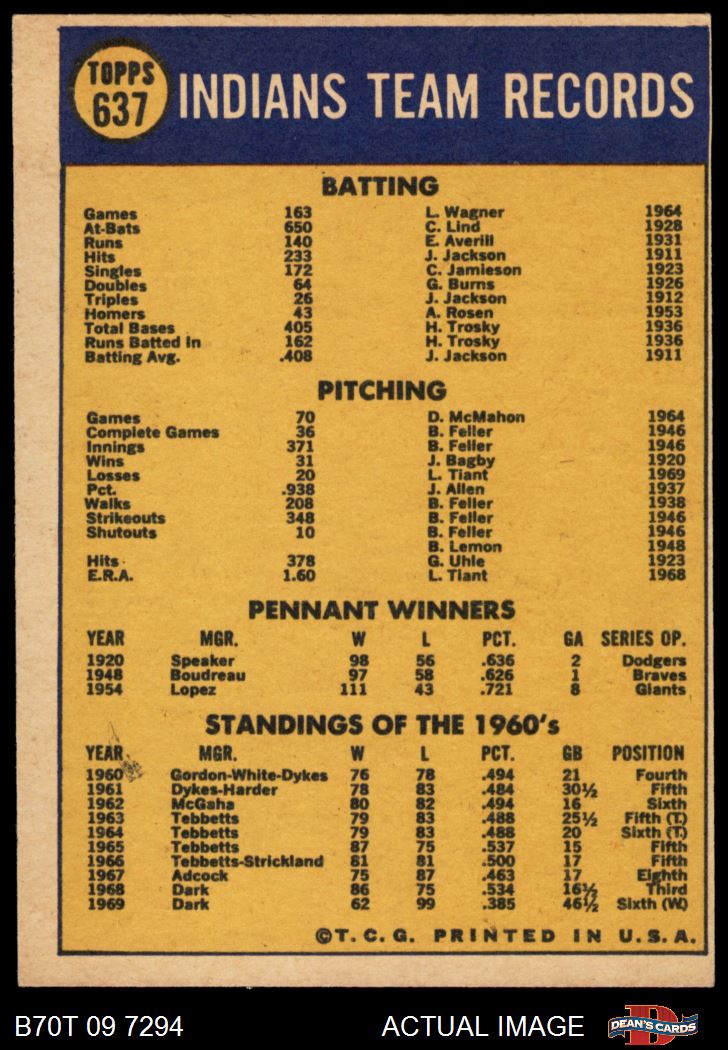 TOPPS
637
INDIANS TEAM RECORDS
BATTING
Games 163 L. Wagner 1964
At-Bats 650 C. Lind 1928
Runs 140 E. Averill 1931
Hits 233 J. Jackson 1911
Singles 172 C. Jamieson 1923
Doubles 64 G. Burns 1926
Triples 26 J. Jackson 1912
Homers 43 A. Rosen 1953
Total Bases 405 H. Trosky 1936
Runs Batted In 162 H. Trosky 1936
Batting Avg. .408 J. Jackson 1911
PITCHING
Games 70 D. McMahon 1964
Complete Games 36 B. Feller 1946
Innings 371 B. Feller 1946
Wins 31 J. Bagby 1920
Losses 20 L. Tiant 1969
Pct. .938 J. Allen 1937
Walks 208 B. Feller 1938
Strikeouts 348 B. Feller 1946
Shutouts 10 B. Feller 1946
B. Lemon 1948
Hits 378 G. Uhle 1923
E.R.A. 1.60 L. Tiant 1968
PENNANT WINNERS
YEAR MGR. W L PCT. GA SERIES OP.
1920 Speaker 98 56 .636 2 Dodgers
1948 Boudreau 97 58 .626 1 Braves
1954 Lopez 111 43 .721 8 Giants
STANDINGS OF THE 1960's
YEAR MGR. W L PCT. GB POSITION
1960 Gordon-White-Dykes 76 78 .494 21 Fourth
1961 Dykes-Harder 78 83 .484 30½ Fifth
1962 McGaha 80 82 .494 16 Sixth
1963 Tebbetts 79 83 .488 25½ Fifth (T.)
1964 Tebbetts 79 83 .488 20 Sixth (T.)
1965 Tebbetts 87 75 .537 15 Fifth
1966 Tebbetts-Strickland 81 81 .500 17 Fifth
1967 Adcock 75 87 .463 17 Eighth
1968 Dark 86 75 .534 16½ Third
1969 Dark 62 99 .385 46½ Sixth (W.)
©T. C. G. PRINTED IN U.S.A.
B70T 09 7294 ACTUAL IMAGE
D
DEAN'S CARDS